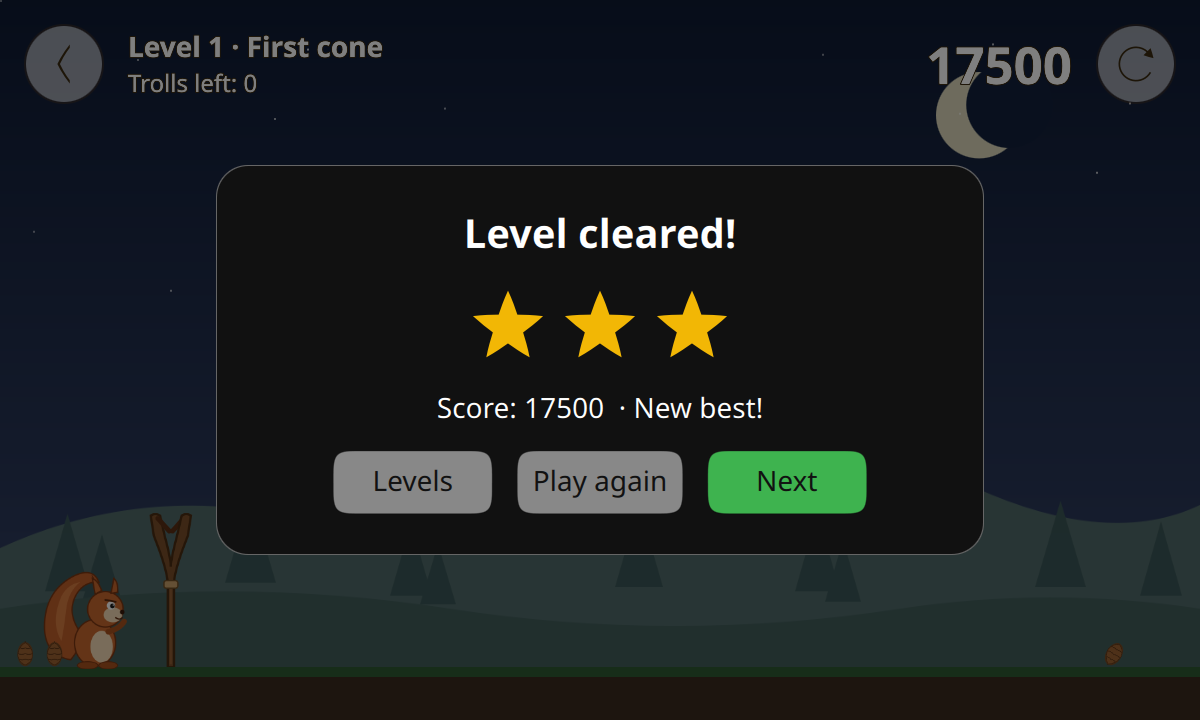 Level 1 · First cone
Trolls left: 0
17500
Level cleared!
Score: 17500 · New best!
Levels
Play again
Next